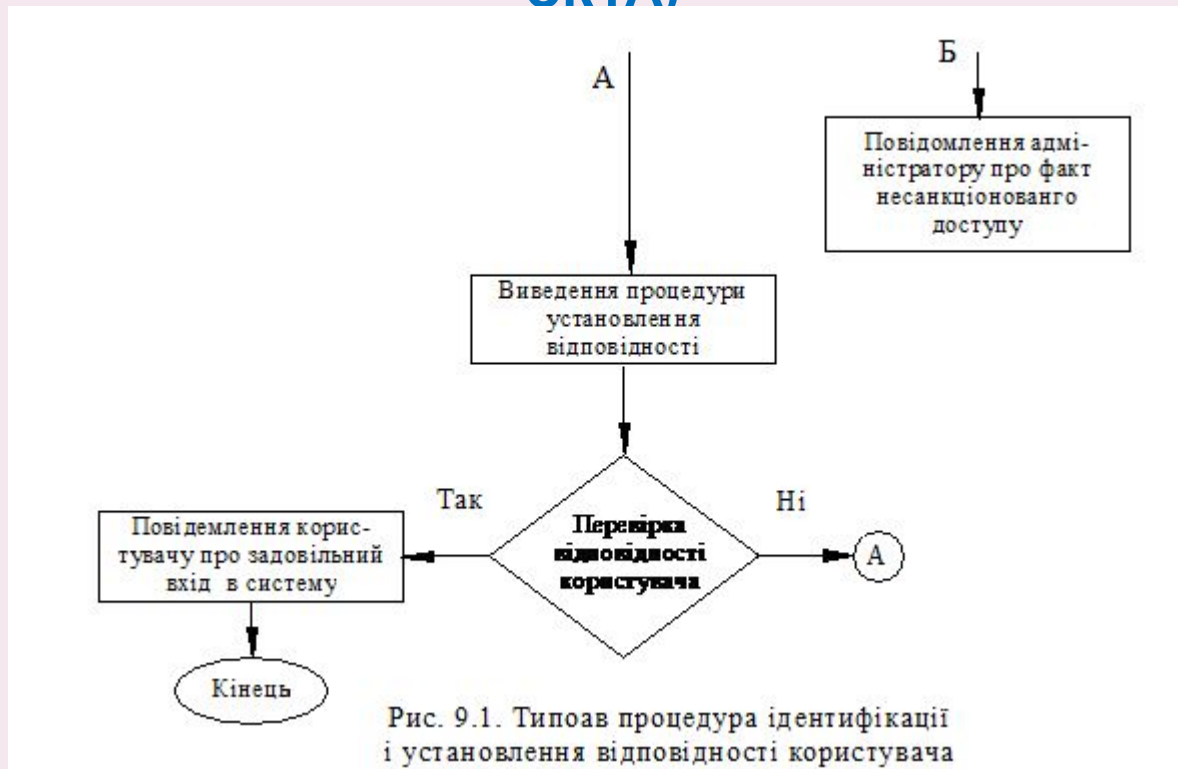 А
Б
Повідомлення адмі-
ністратору про факт
несанкціонованго
доступу
Виведення процедури
установлення
відповідності
Так
Ні
Перевірка
відповідності
користувача
А
Повідемлення корис-
тувачу про задовільний
вхід в систему
Кінець
Рис. 9.1. Типоав процедура ідентифікації
і установлення відповідності користувача